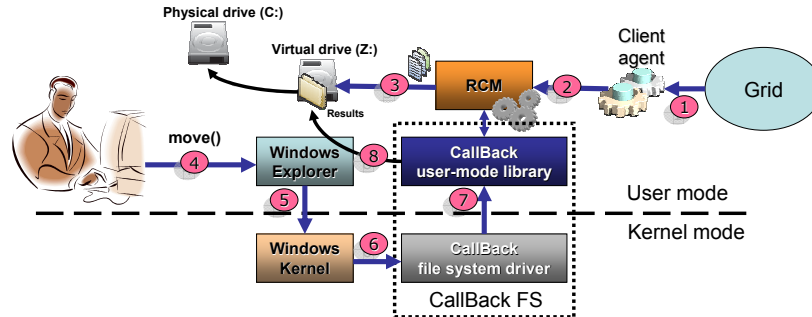 Physical drive (C:)
Virtual drive (Z:)
Client
agent
Grid
RCM
3
2
1
Results
move()
4
Windows
Explorer
8
CallBack
user-mode library
5
7
User mode
Kernel mode
Windows
Kernel
6
CallBack
file system driver
CallBack FS